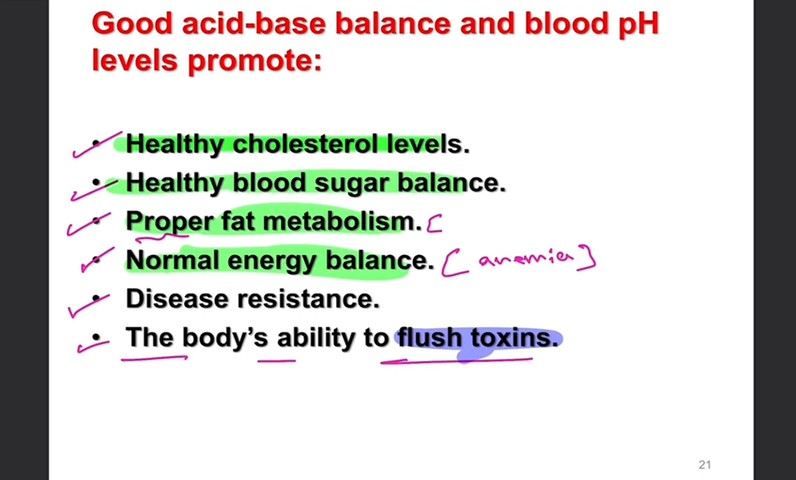 Good acid-base balance and blood pH
levels promote:
• Healthy cholesterol levels.
• Healthy blood sugar balance.
• Proper fat metabolism. [
• Normal energy balance. [anemia]
• Disease resistance.
• The body's ability to flush toxins.
21